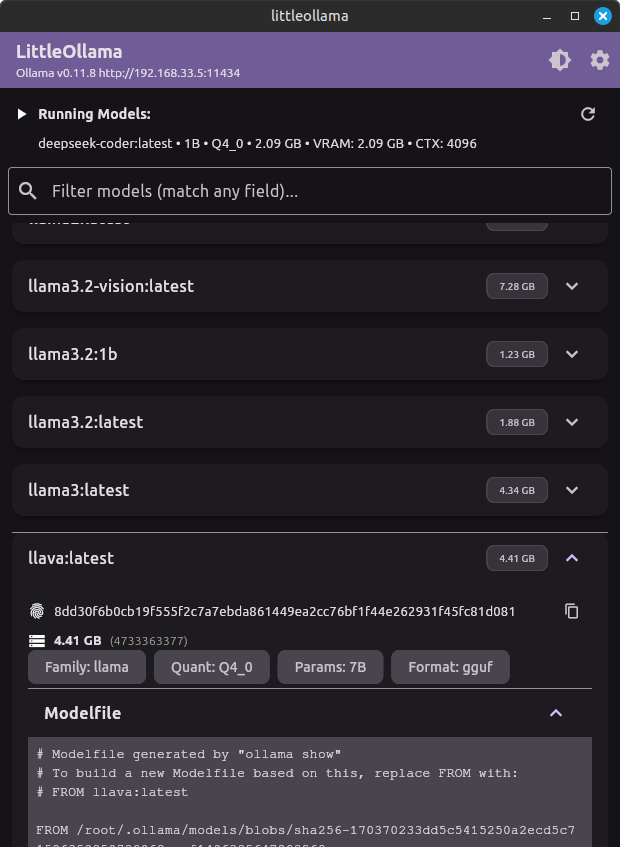 littleollama
LittleOllama
Ollama v0.11.8 http://192.168.33.5:11434
Running Models:
deepseek-coder:latest • 1B • Q4_0 • 2.09 GB • VRAM: 2.09 GB • CTX: 4096
Filter models (match any field)...
llama3.2-vision:latest 7.28 GB
llama3.2:1b 1.23 GB
llama3.2:latest 1.88 GB
llama3:latest 4.34 GB
llava:latest 4.41 GB
8dd30f6b0cb19f555f2c7a7ebda861449ea2cc76bf1f44e262931f45fc81d081
4.41 GB (4733363377)
Family: llama Quant: Q4_0 Params: 7B Format: gguf
Modelfile
# Modelfile generated by "ollama show"
# To build a new Modelfile based on this, replace FROM with:
# FROM llava:latest
FROM /root/.ollama/models/blobs/sha256-170370233dd5c5415250a2ecd5c7